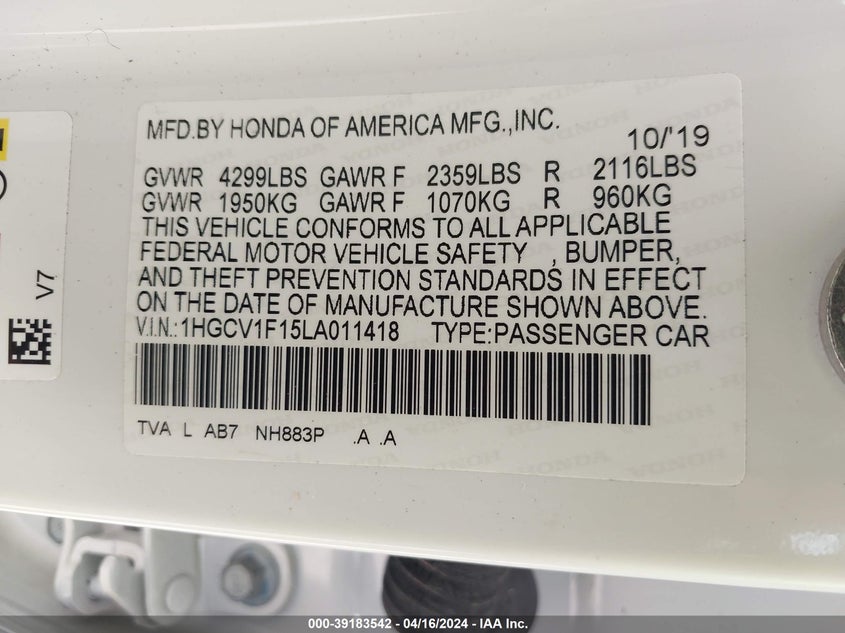 MFD.BY HONDA OF AMERICA MFG.,INC. 10/'19
GVWR 4299LBS GAWR F 2359LBS R 2116LBS
GVWR 1950KG GAWR F 1070KG R 960KG
THIS VEHICLE CONFORMS TO ALL APPLICABLE
FEDERAL MOTOR VEHICLE SAFETY , BUMPER,
AND THEFT PREVENTION STANDARDS IN EFFECT
ON THE DATE OF MANUFACTURE SHOWN ABOVE.
V.I.N.:1HGCV1F15LA011418 TYPE:PASSENGER CAR
TVA L AB7 NH883P .A .A
V7
000-39183542 - 04/16/2024 - IAA Inc.